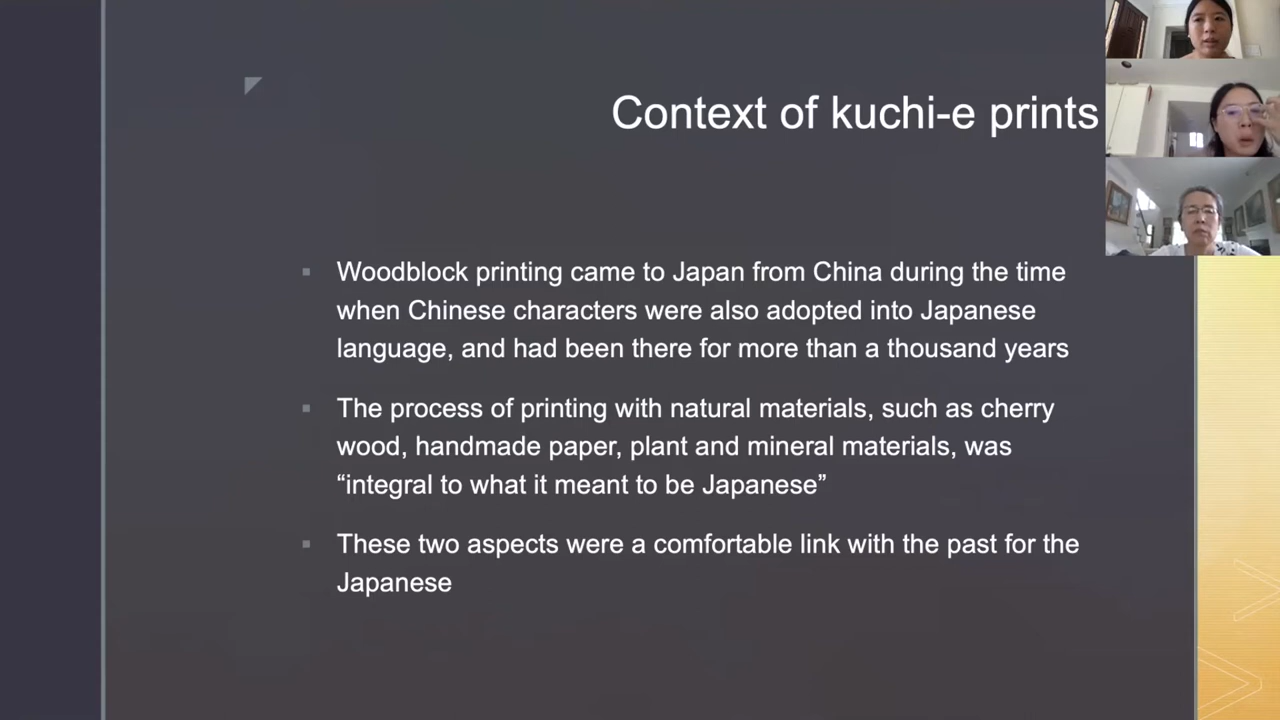 Context of kuchi-e prints
Woodblock printing came to Japan from China during the time
when Chinese characters were also adopted into Japanese
language, and had been there for more than a thousand years
The process of printing with natural materials, such as cherry
wood, handmade paper, plant and mineral materials, was
“integral to what it meant to be Japanese”
These two aspects were a comfortable link with the past for the
Japanese